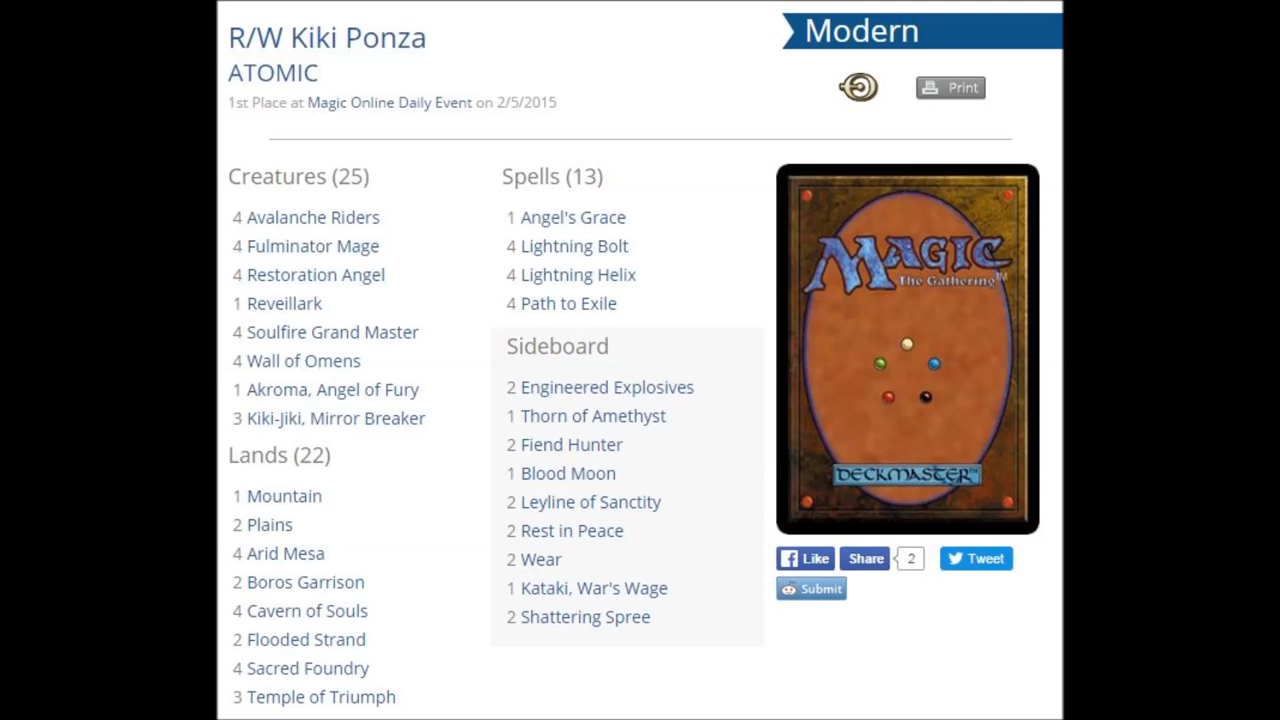 R/W Kiki Ponza
ATOMIC
1st Place at Magic Online Daily Event on 2/5/2015
Modern
Print
Creatures (25)
4 Avalanche Riders
4 Fulminator Mage
4 Restoration Angel
1 Reveillark
4 Soulfire Grand Master
4 Wall of Omens
1 Akroma, Angel of Fury
3 Kiki-Jiki, Mirror Breaker
Lands (22)
1 Mountain
2 Plains
4 Arid Mesa
2 Boros Garrison
4 Cavern of Souls
2 Flooded Strand
4 Sacred Foundry
3 Temple of Triumph
Spells (13)
1 Angel's Grace
4 Lightning Bolt
4 Lightning Helix
4 Path to Exile
Sideboard
2 Engineered Explosives
1 Thorn of Amethyst
2 Fiend Hunter
1 Blood Moon
2 Leyline of Sanctity
2 Rest in Peace
2 Wear
1 Kataki, War's Wage
2 Shattering Spree
MAGIC
The Gathering™
DECKMASTER™
Like Share 2 Tweet
Submit